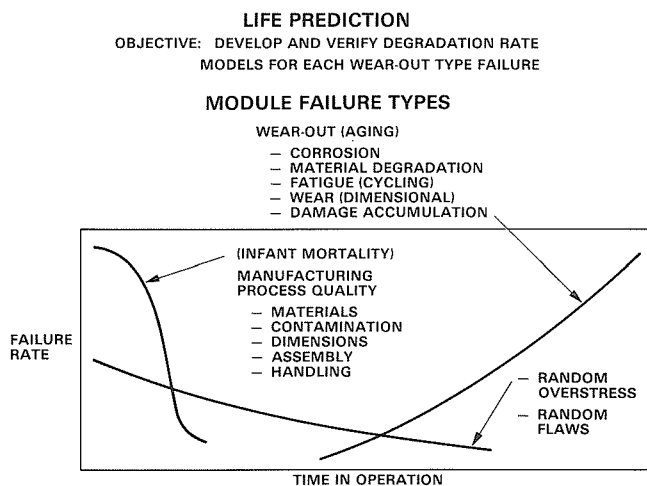 LIFE PREDICTION
OBJECTIVE: DEVELOP AND VERIFY DEGRADATION RATE
MODELS FOR EACH WEAR-OUT TYPE FAILURE
MODULE FAILURE TYPES
WEAR-OUT (AGING)
– CORROSION
– MATERIAL DEGRADATION
– FATIGUE (CYCLING)
– WEAR (DIMENSIONAL)
– DAMAGE ACCUMULATION
(INFANT MORTALITY)
MANUFACTURING
PROCESS QUALITY
– MATERIALS
– CONTAMINATION
– DIMENSIONS
– ASSEMBLY
– HANDLING
FAILURE
RATE
– RANDOM
OVERSTRESS
– RANDOM
FLAWS
TIME IN OPERATION